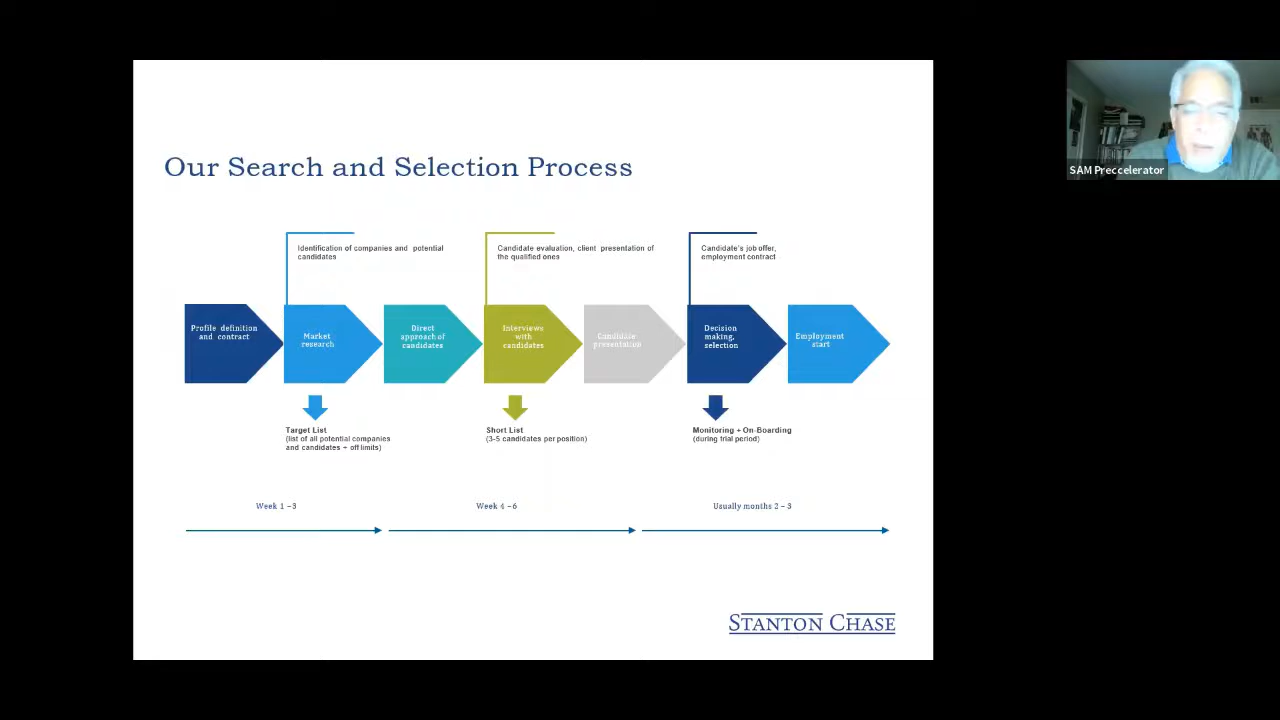 Our Search and Selection Process
Identification of companies and potential
candidates
Candidate evaluation, client presentation of
the qualified ones
Candidate's job offer,
employment contract
Profile definition
and contract
Market
research
Direct
approach of
candidates
Interviews
with
candidates
Candidate
presentation
Decision
making,
selection
Employment
start
Target List
(list of all potential companies
and candidates + off limits)
Short List
(3-5 candidates per position)
Monitoring + On-Boarding
(during trial period)
Week 1 – 3
Week 4 – 6
Usually months 2 – 3
STANTON CHASE
SAM Preccelerator